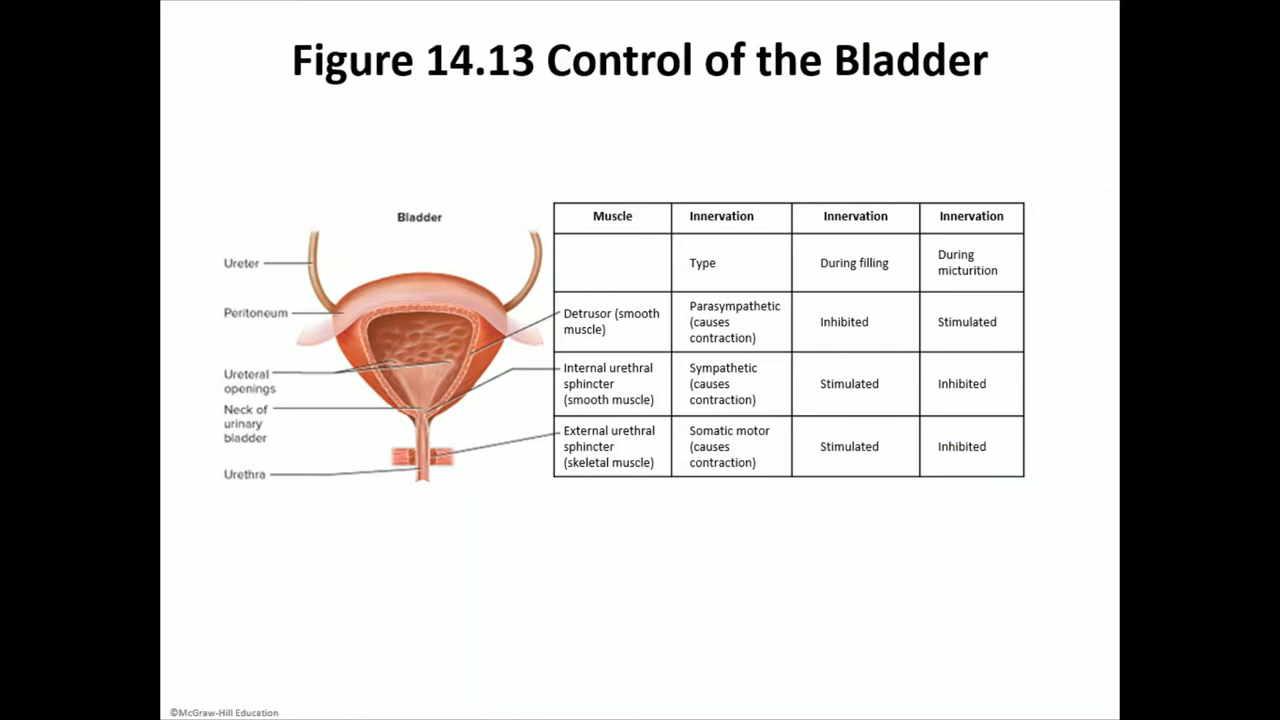 Figure 14.13 Control of the Bladder
Bladder
Ureter
Peritoneum
Ureteral
openings
Neck of
urinary
bladder
Urethra
Muscle
Innervation
Innervation
Innervation
Type
During filling
During
micturition
Detrusor (smooth
muscle)
Parasympathetic
(causes
contraction)
Inhibited
Stimulated
Internal urethral
sphincter
(smooth muscle)
Sympathetic
(causes
contraction)
Stimulated
Inhibited
External urethral
sphincter
(skeletal muscle)
Somatic motor
(causes
contraction)
Stimulated
Inhibited
©McGraw-Hill Education